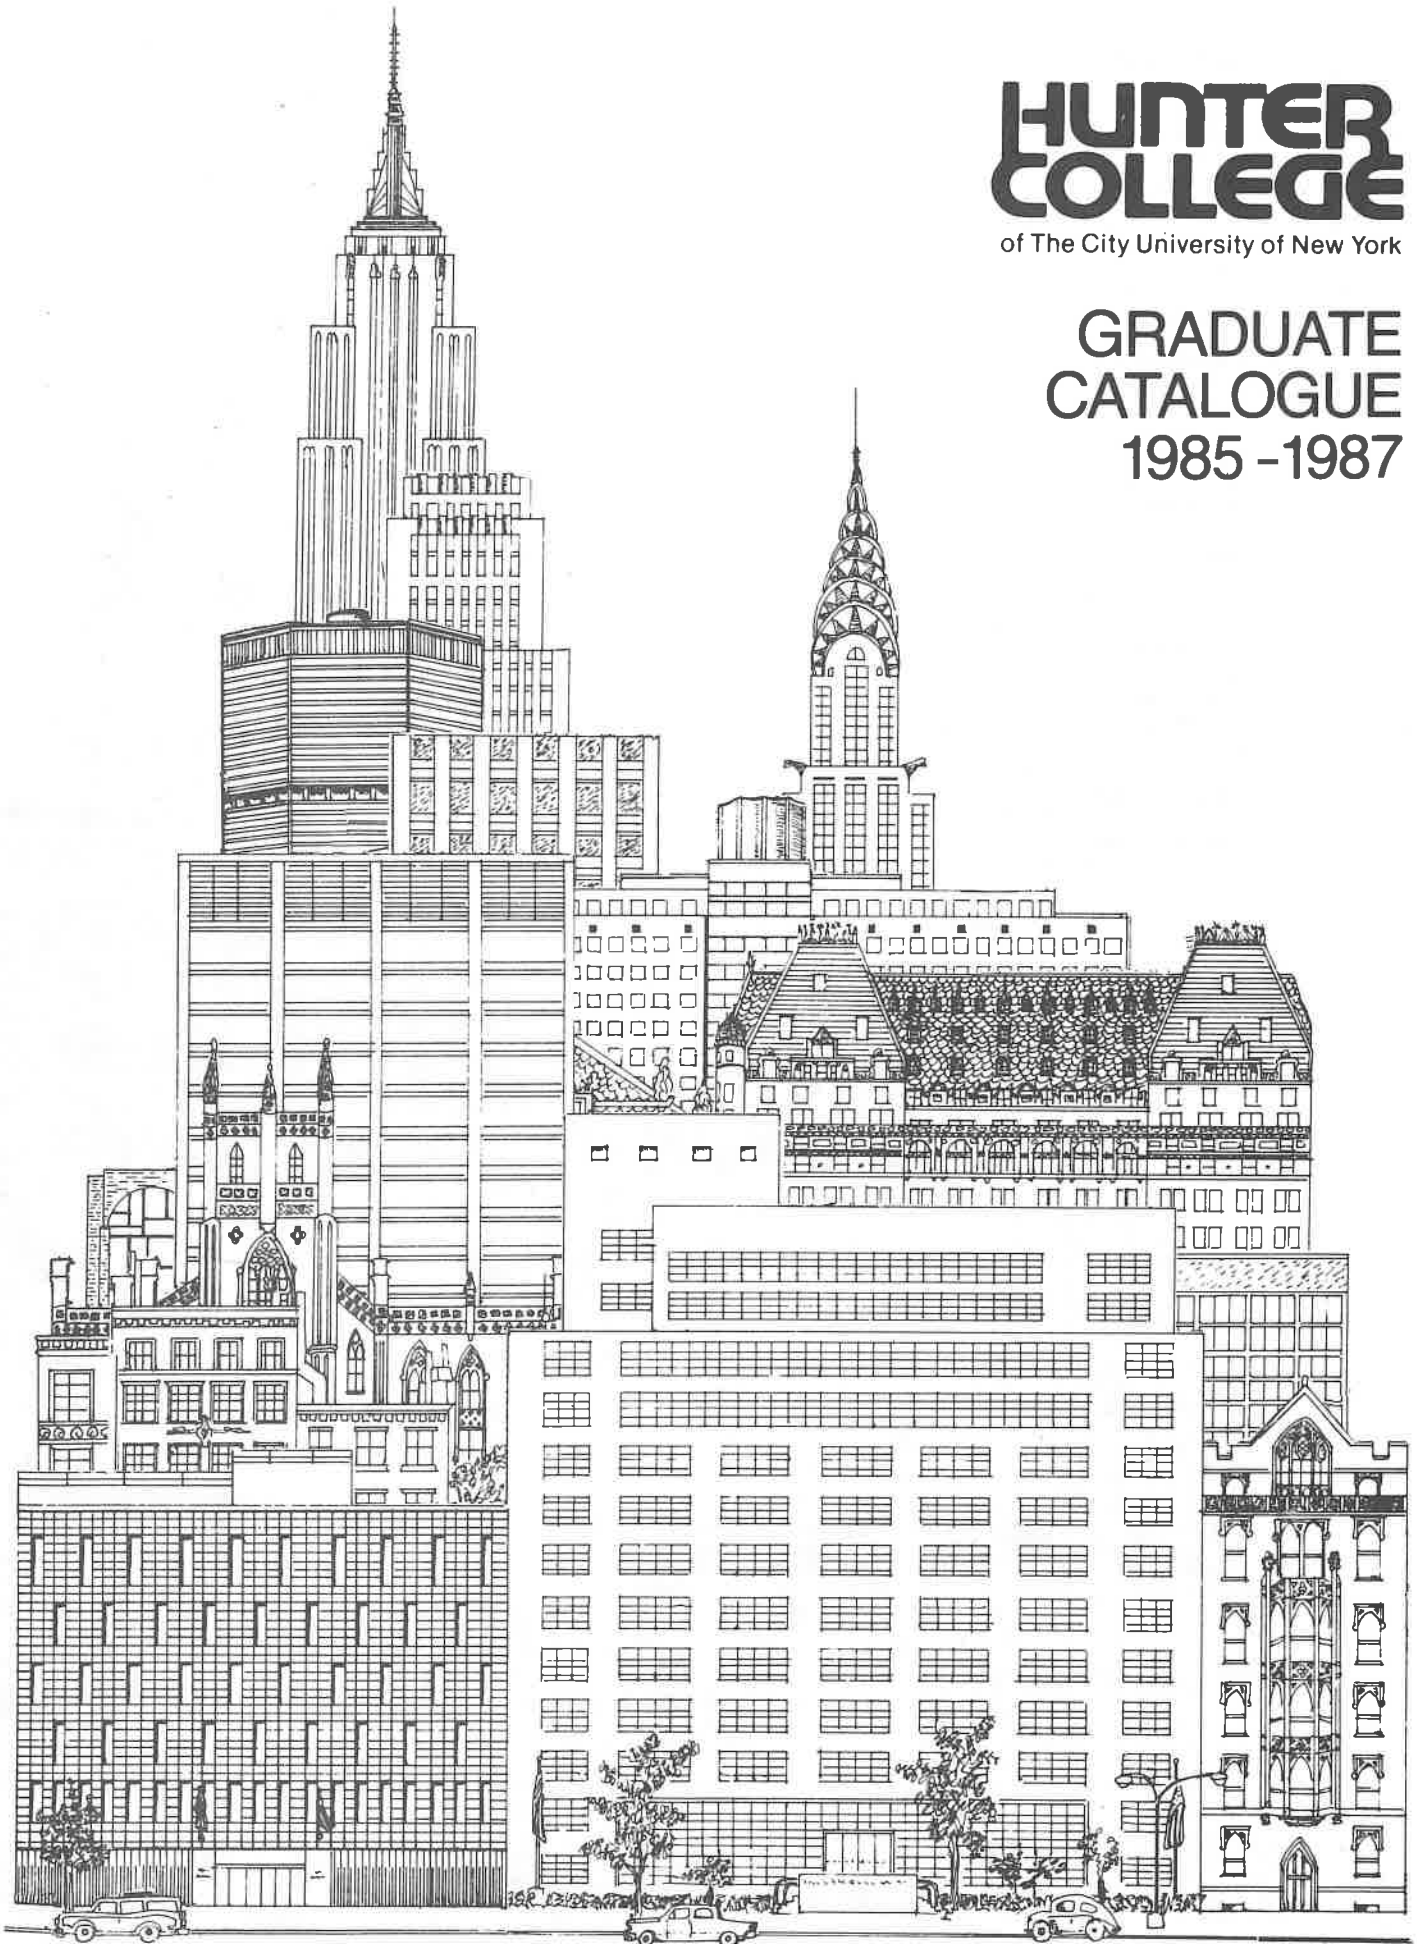 HUNTER
COLLEGE
of The City University of New York
GRADUATE
CATALOGUE
1985-1987